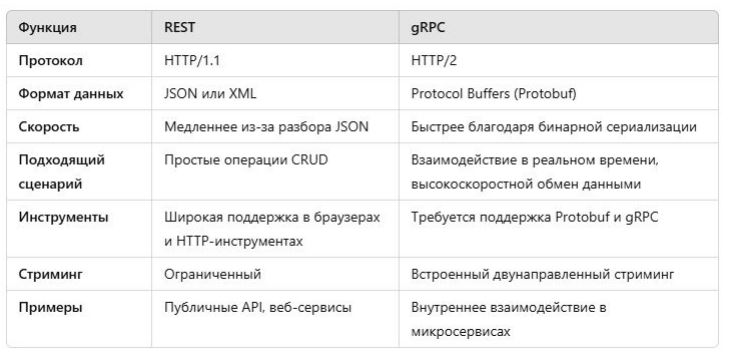 Функция REST gRPC
Протокол HTTP/1.1 HTTP/2
Формат данных JSON или XML Protocol Buffers (Protobuf)
Скорость Медленнее из-за разбора JSON Быстрее благодаря бинарной сериализации
Подходящий Простые операции CRUD Взаимодействие в реальном времени,
сценарий высокоскоростной обмен данными
Инструменты Широкая поддержка в браузерах Требуется поддержка Protobuf и gRPC
и HTTP-инструментах
Стриминг Ограниченный Встроенный двунаправленный стриминг
Примеры Публичные API, веб-сервисы Внутреннее взаимодействие в
микросервисах